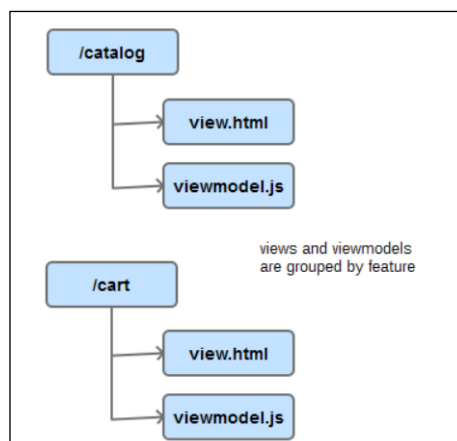 /catalog
view.html
viewmodel.js
views and viewmodels
are grouped by feature
/cart
view.html
viewmodel.js